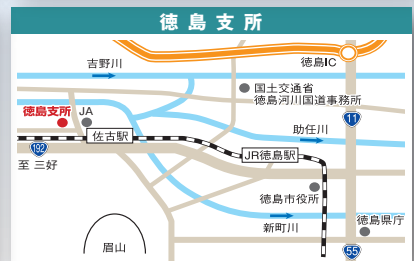 徳島支所
吉野川
徳島IC
国土交通省
徳島河川国道事務所
徳島支所
JA
11
佐古駅
助任川
192
JR徳島駅
至 三好
徳島市役所
新町川
徳島県庁
眉山
55